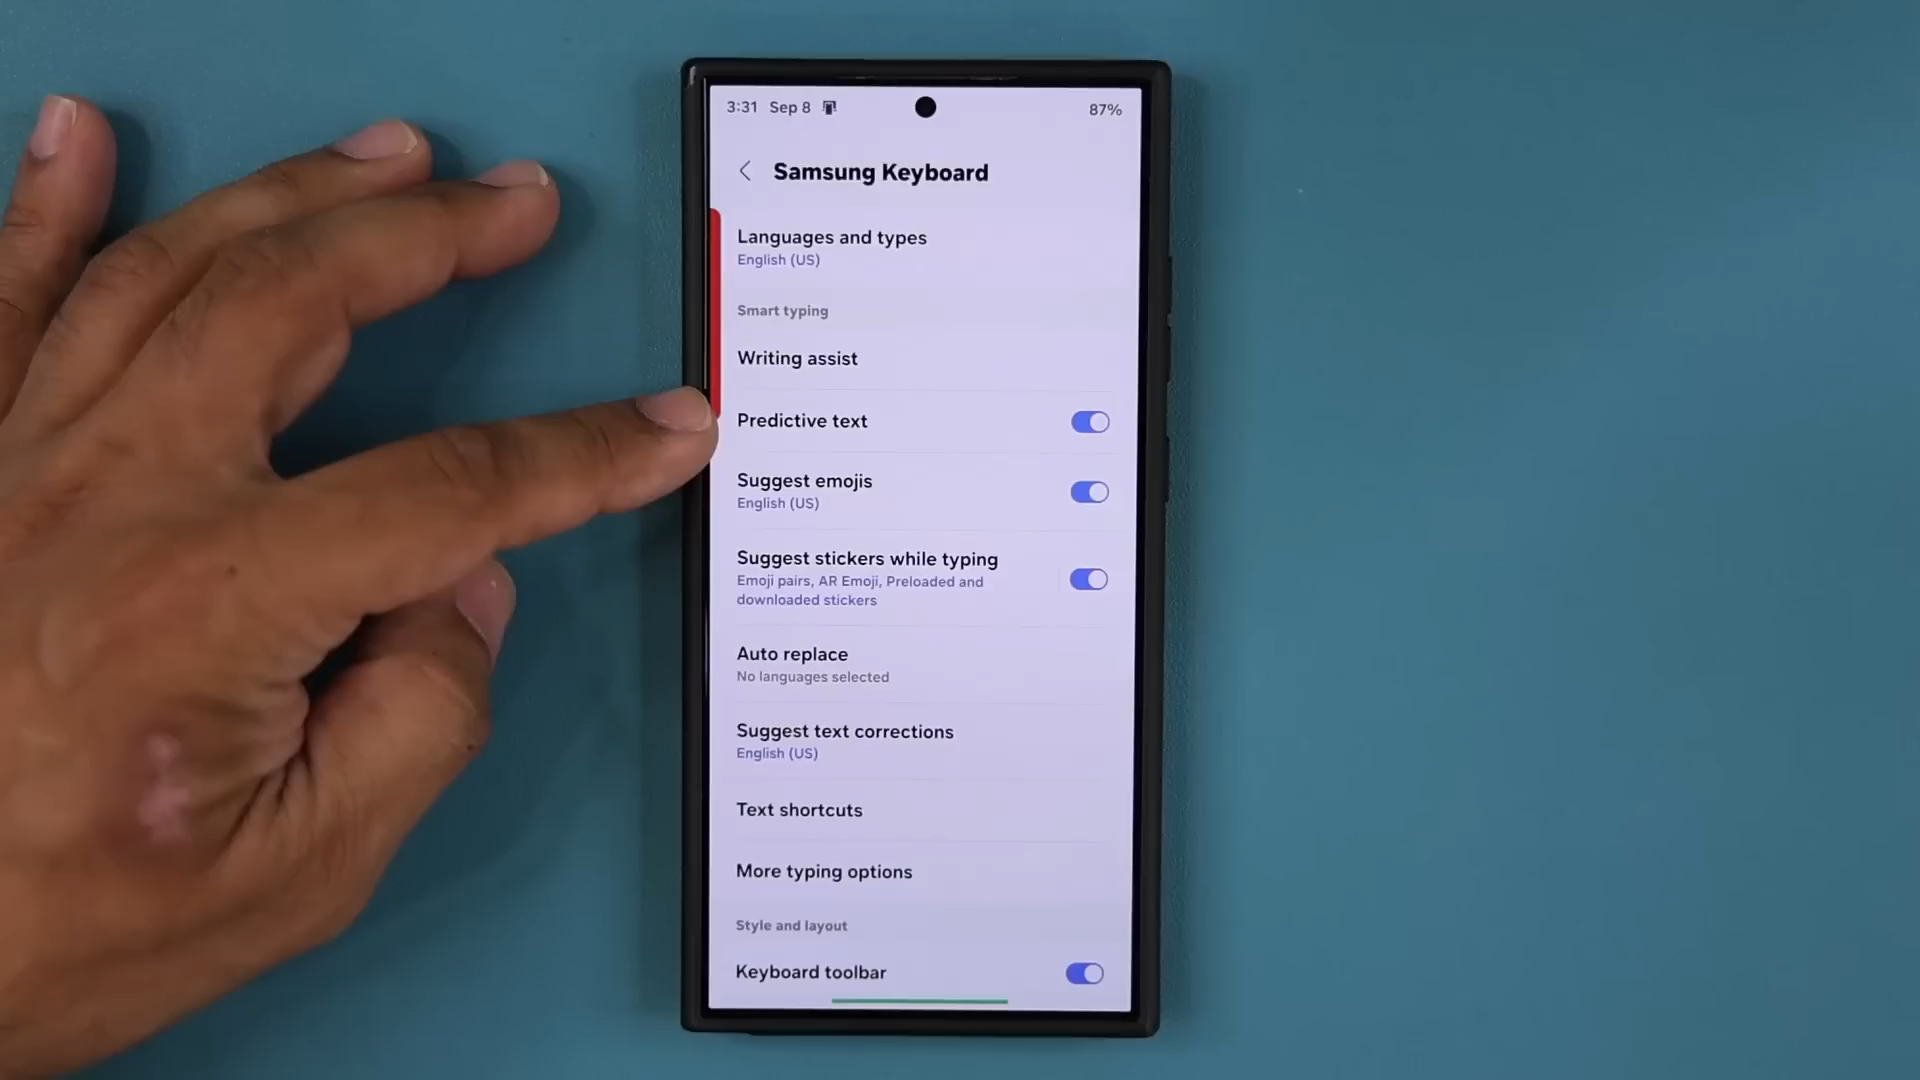 3:31 Sep 8 87%
Samsung Keyboard
Languages and types
English (US)
Smart typing
Writing assist
Predictive text
Suggest emojis
English (US)
Suggest stickers while typing
Emoji pairs, AR Emoji, Preloaded and
downloaded stickers
Auto replace
No languages selected
Suggest text corrections
English (US)
Text shortcuts
More typing options
Style and layout
Keyboard toolbar